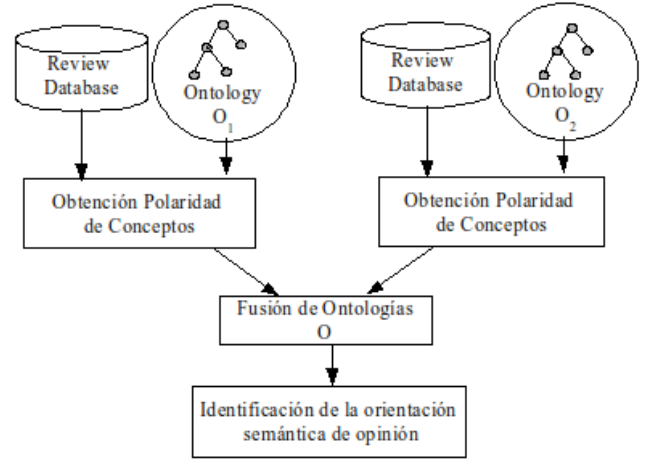 Review
Database
Ontology
O1
Review
Database
Ontology
O2
Obtención Polaridad
de Conceptos
Obtención Polaridad
de Conceptos
Fusión de Ontologías
O
Identificación de la orientación
semántica de opinión